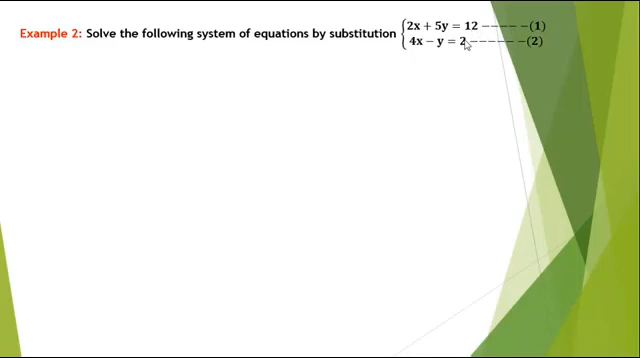 Example 2: Solve the following system of equations by substitution { 2x + 5y = 12 − − − − − −(1)
4x − y = 2 − − − − − −(2)